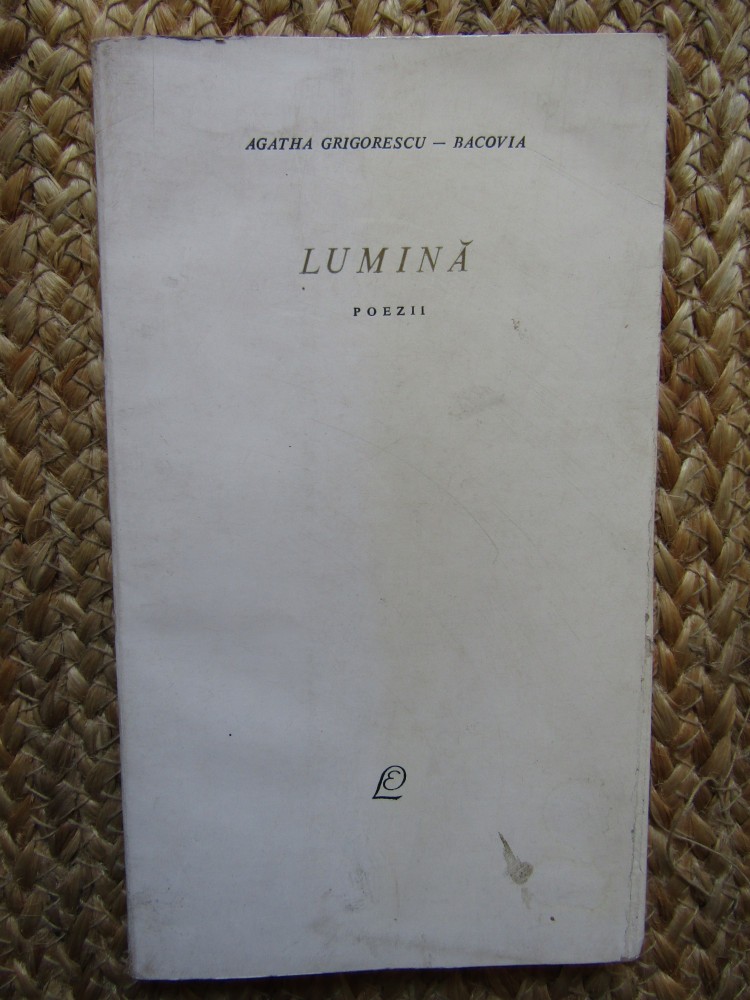 AGATHA GRIGORESCU — BACOVIA
LUMINĂ
POEZII